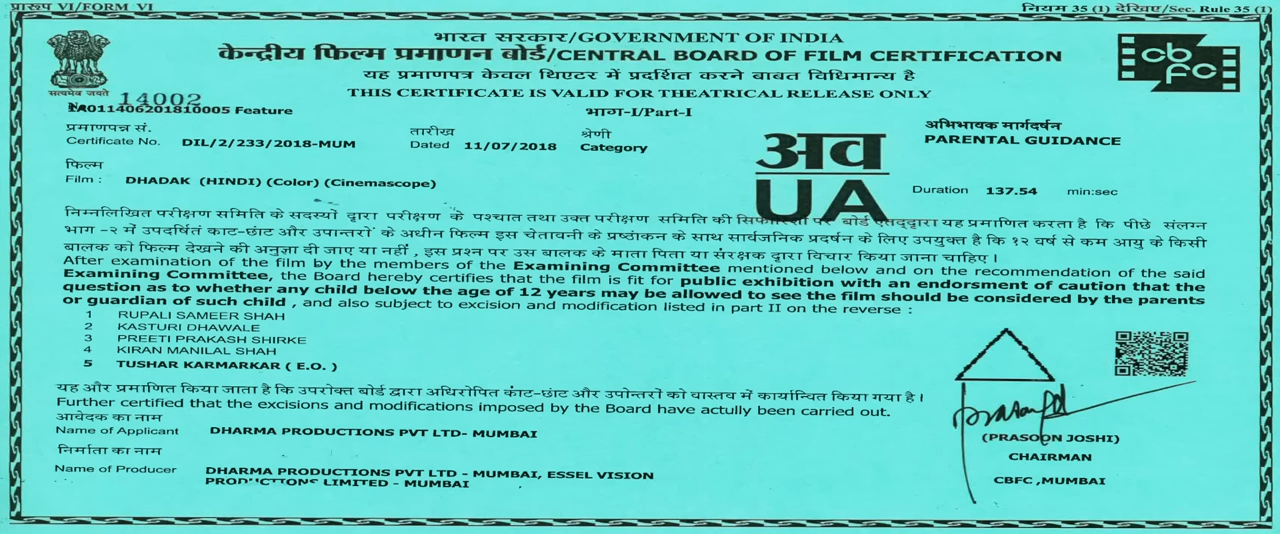 प्रारूप VI/FORM VI
नियम 35 (1) देखिए/Sec. Rule 35 (1)
भारत सरकार/GOVERNMENT OF INDIA
केन्द्रीय फिल्म प्रमाणन बोर्ड/CENTRAL BOARD OF FILM CERTIFICATION
यह प्रमाणपत्र केवल थिएटर में प्रदर्शित करने बाबत विधिमान्य है
THIS CERTIFICATE IS VALID FOR THEATRICAL RELEASE ONLY
cb
fc
सत्यमेव जयते
14002
011406201810005 Feature
भाग-I/Part-I
प्रमाणपत्र सं.
Certificate No. DIL/2/233/2018-MUM
तारीख
Dated 11/07/2018
श्रेणी
Category
अव
UA
अभिभावक मार्गदर्षन
PARENTAL GUIDANCE
फिल्म
Film : DHADAK (HINDI) (Color) (Cinemascope)
Duration 137.54 min:sec
निम्नलिखित परीक्षण समिति के सदस्यों द्वारा परीक्षण के पश्चात तथा उक्त परीक्षण समिति की सिफारिशों पर बोर्ड एतद्द्वारा यह प्रमाणित करता है कि पीछे संलग्न
भाग -२ में उपदर्षित काट-छांट और उपान्तरों के अधीन फिल्म इस चेतावनी के प्रष्ठांकन के साथ सार्वजनिक प्रदर्षन के लिए उपयुक्त है कि १२ वर्ष से कम आयु के किसी
बालक को फिल्म देखने की अनुज्ञा दी जाए या नहीं , इस प्रश्न पर उस बालक के माता पिता या संरक्षक द्वारा विचार किया जाना चाहिए ।
After examination of the film by the members of the Examining Committee mentioned below and on the recommendation of the said
Examining Committee, the Board hereby certifies that the film is fit for public exhibition with an endorsment of caution that the
question as to whether any child below the age of 12 years may be allowed to see the film should be considered by the parents
or guardian of such child , and also subject to excision and modification listed in part II on the reverse :
1 RUPALI SAMEER SHAH
2 KASTURI DHAWALE
3 PREETI PRAKASH SHIRKE
4 KIRAN MANILAL SHAH
5 TUSHAR KARMARKAR ( E.O. )
यह और प्रमाणित किया जाता है कि उपरोक्त बोर्ड द्वारा अधिरोपित काट-छांट और उपोन्तरों को वास्तव में कार्यान्वित किया गया है ।
Further certified that the excisions and modifications imposed by the Board have actully been carried out.
आवेदक का नाम
Name of Applicant DHARMA PRODUCTIONS PVT LTD- MUMBAI
निर्माता का नाम
Name of Producer DHARMA PRODUCTIONS PVT LTD - MUMBAI, ESSEL VISION
PRODUCTIONS LIMITED - MUMBAI
Prasoon
(PRASOON JOSHI)
CHAIRMAN
CBFC ,MUMBAI